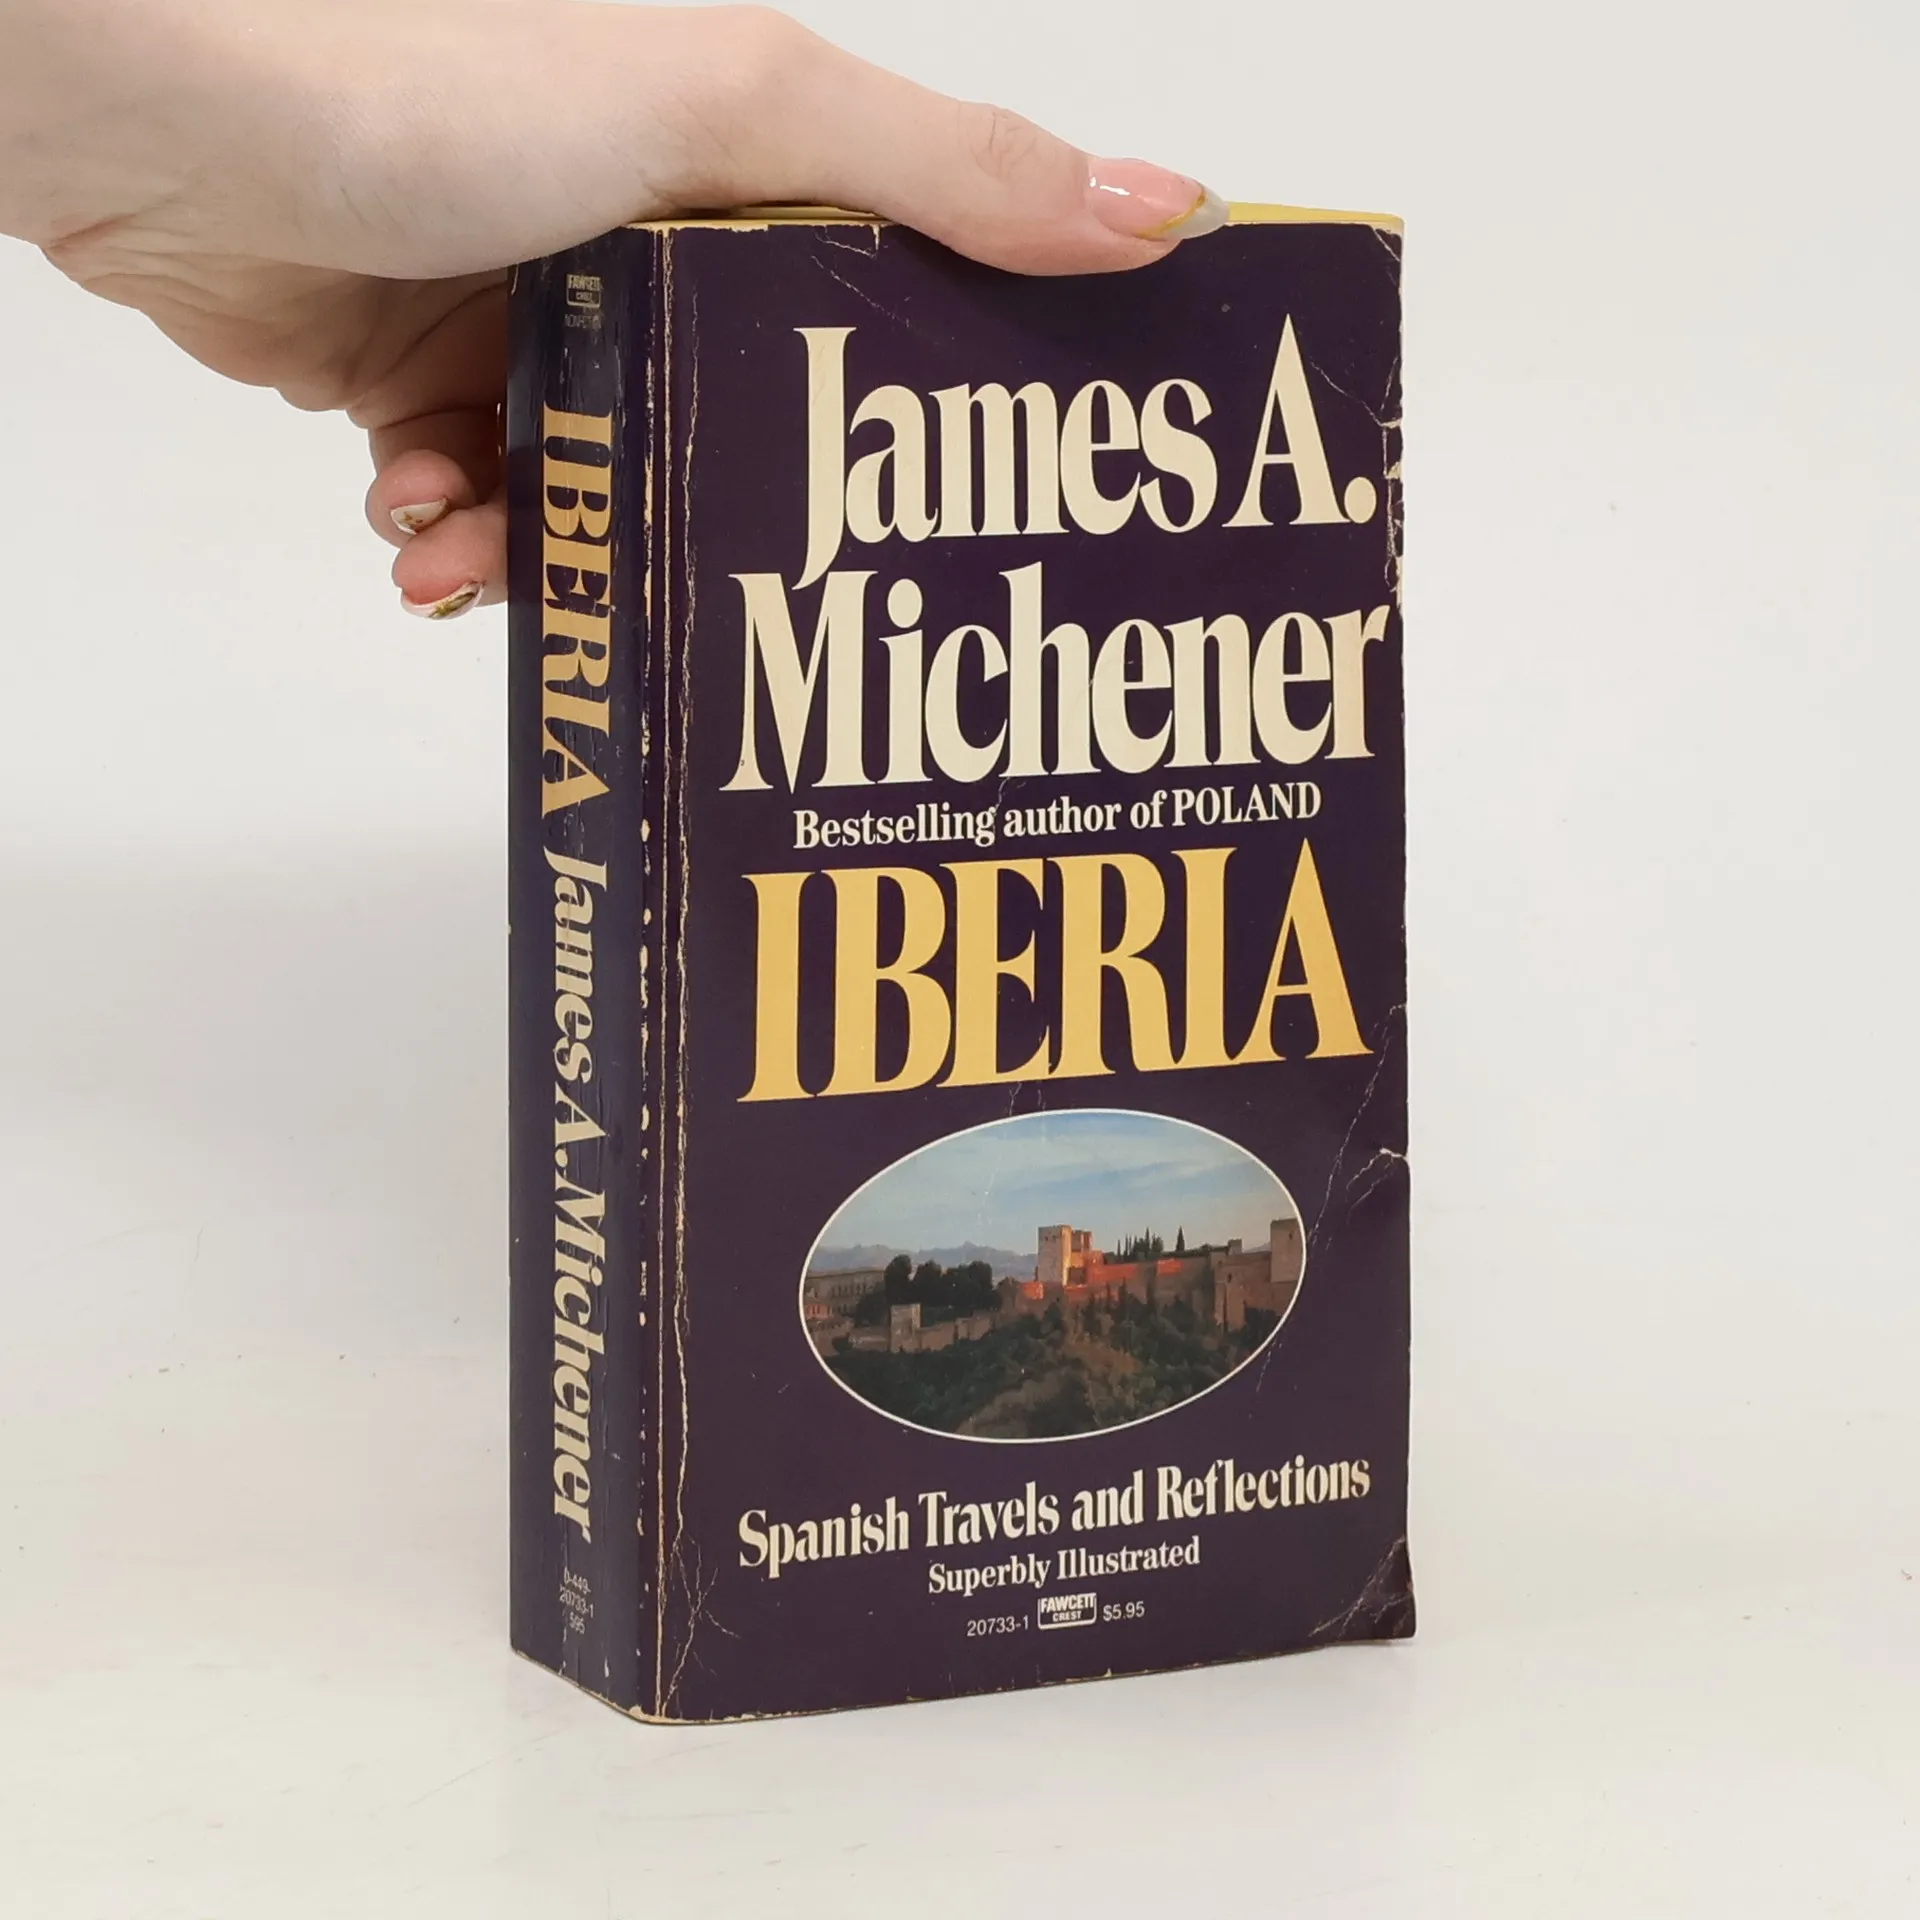 FAWCETT
CREST
NONFICTION
IBERIA James A. Michener
0-449-
20733-1
595
James A.
Michener
Bestselling author of POLAND
IBERIA
Spanish Travels and Reflections
Superbly Illustrated
20733-1 FAWCETT CREST $5.95